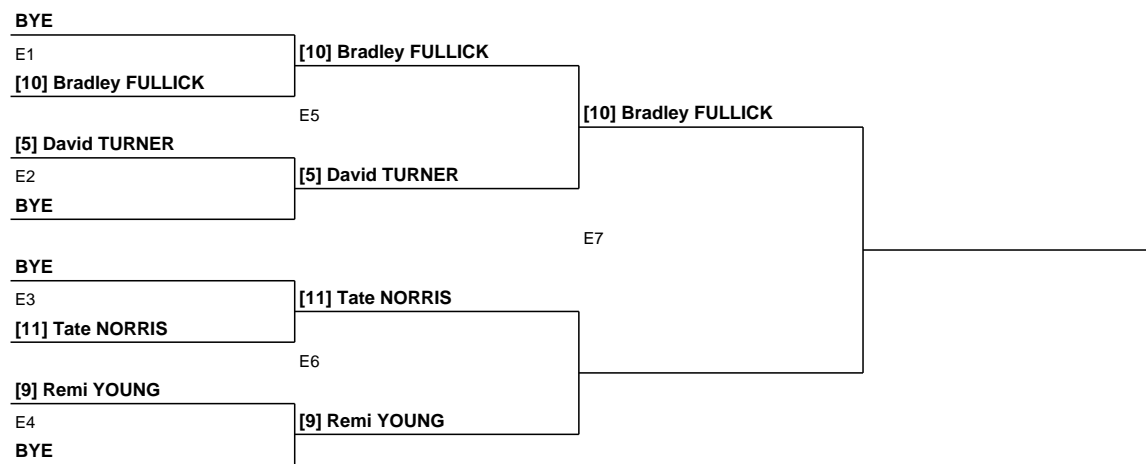 BYE
E1
[10] Bradley FULLICK
[10] Bradley FULLICK
E5
[10] Bradley FULLICK
[5] David TURNER
E2
[5] David TURNER
BYE
E7
BYE
E3
[11] Tate NORRIS
[11] Tate NORRIS
E6
[9] Remi YOUNG
E4
[9] Remi YOUNG
BYE